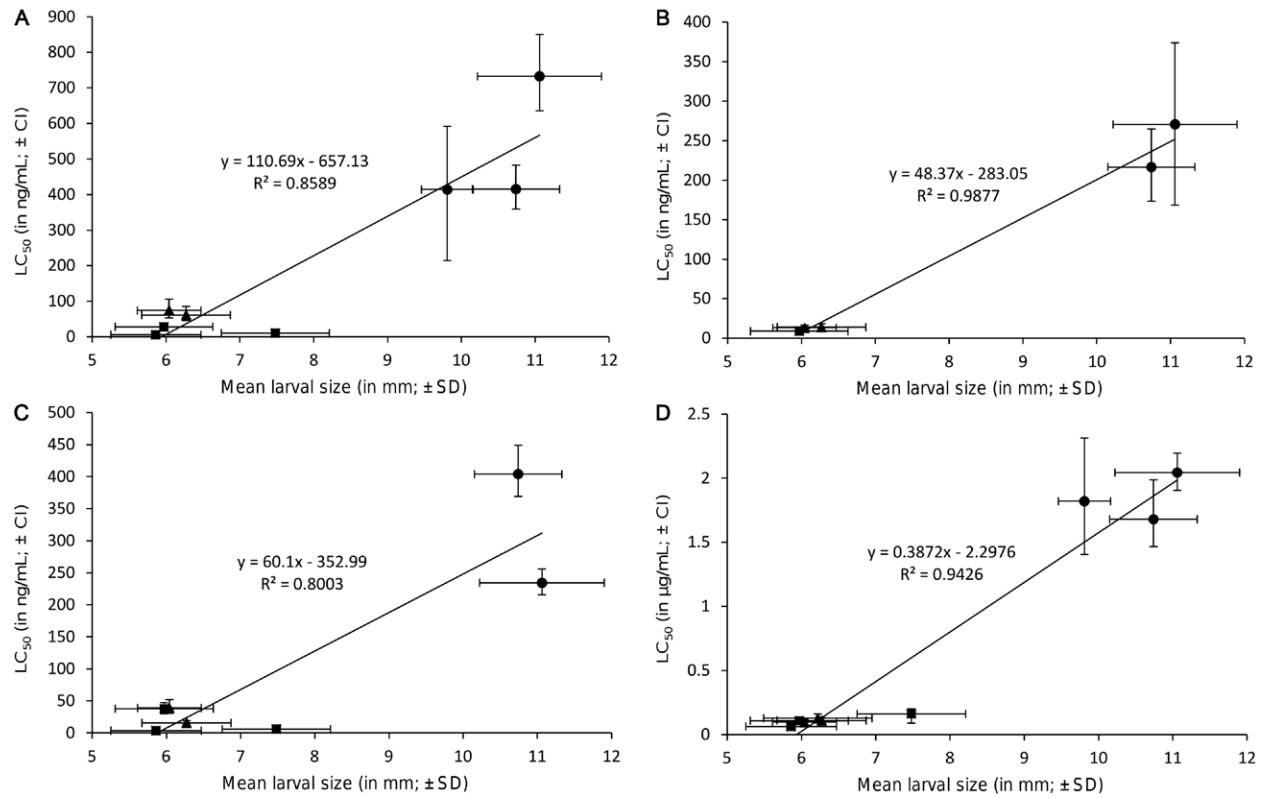 A
900
800
700
600
500
400
300
200
100
0
LC₅₀ (in ng/mL; ± CI)
y = 110.69x - 657.13
R² = 0.8589
5 6 7 8 9 10 11 12
Mean larval size (in mm; ±SD)
B
400
350
300
250
200
150
100
50
0
LC₅₀ (in ng/mL; ± CI)
y = 48.37x - 283.05
R² = 0.9877
5 6 7 8 9 10 11 12
Mean larval size (in mm; ±SD)
C
500
450
400
350
300
250
200
150
100
50
0
LC₅₀ (in ng/mL; ± CI)
y = 60.1x - 352.99
R² = 0.8003
5 6 7 8 9 10 11 12
Mean larval size (in mm; ±SD)
D
2.5
2
1.5
1
0.5
0
LC₅₀ (in µg/mL; ± CI)
y = 0.3872x - 2.2976
R² = 0.9426
5 6 7 8 9 10 11 12
Mean larval size (in mm; ±SD)